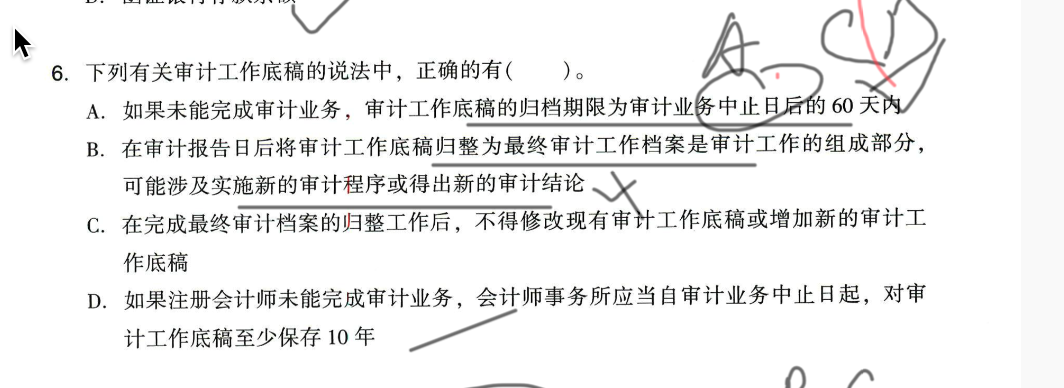 6. 下列有关审计工作底稿的说法中，正确的有(　　)。
A. 如果未能完成审计业务，审计工作底稿的归档期限为审计业务中止日后的 60 天内
B. 在审计报告日后将审计工作底稿归整为最终审计工作档案是审计工作的组成部分，
可能涉及实施新的审计程序或得出新的审计结论
C. 在完成最终审计档案的归整工作后，不得修改现有审计工作底稿或增加新的审计工
作底稿
D. 如果注册会计师未能完成审计业务，会计师事务所应当自审计业务中止日起，对审
计工作底稿至少保存 10 年
A. CD